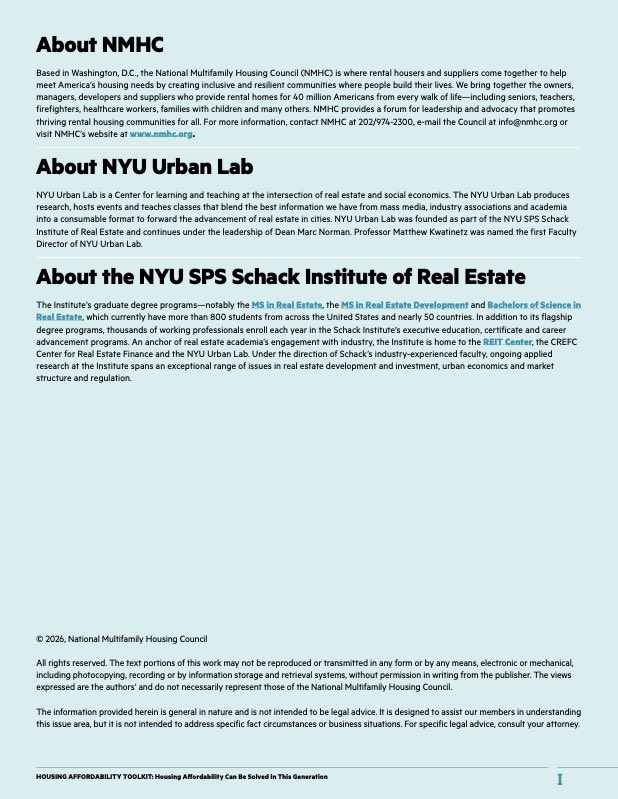 About NMHC
Based in Washington, D.C., the National Multifamily Housing Council (NMHC) is where rental housers and suppliers come together to help
meet America's housing needs by creating inclusive and resilient communities where people build their lives. We bring together the owners,
managers, developers and suppliers who provide rental homes for 40 million Americans from every walk of life—including seniors, teachers,
firefighters, healthcare workers, families with children and many others. NMHC provides a forum for leadership and advocacy that promotes
thriving rental housing communities for all. For more information, contact NMHC at 202/974-2300, e-mail the Council at info@nmhc.org or
visit NMHC's website at www.nmhc.org.
About NYU Urban Lab
NYU Urban Lab is a Center for learning and teaching at the intersection of real estate and social economics. The NYU Urban Lab produces
research, hosts events and teaches classes that blend the best information we have from mass media, industry associations and academia
into a consumable format to forward the advancement of real estate in cities. NYU Urban Lab was founded as part of the NYU SPS Schack
Institute of Real Estate and continues under the leadership of Dean Marc Norman. Professor Matthew Kwatinetz was named the first Faculty
Director of NYU Urban Lab.
About the NYU SPS Schack Institute of Real Estate
The Institute's graduate degree programs—notably the MS in Real Estate, the MS in Real Estate Development and Bachelors of Science in
Real Estate, which currently have more than 800 students from across the United States and nearly 50 countries. In addition to its flagship
degree programs, thousands of working professionals enroll each year in the Schack Institute's executive education, certificate and career
advancement programs. An anchor of real estate academia's engagement with industry, the Institute is home to the REIT Center, the CREFC
Center for Real Estate Finance and the NYU Urban Lab. Under the direction of Schack's industry-experienced faculty, ongoing applied
research at the Institute spans an exceptional range of issues in real estate development and investment, urban economics and market
structure and regulation.
© 2026, National Multifamily Housing Council
All rights reserved. The text portions of this work may not be reproduced or transmitted in any form or by any means, electronic or mechanical,
including photocopying, recording or by information storage and retrieval systems, without permission in writing from the publisher. The views
expressed are the authors' and do not necessarily represent those of the National Multifamily Housing Council.
The information provided herein is general in nature and is not intended to be legal advice. It is designed to assist our members in understanding
this issue area, but it is not intended to address specific fact circumstances or business situations. For specific legal advice, consult your attorney.
HOUSING AFFORDABILITY TOOLKIT: Housing Affordability Can Be Solved in This Generation
I